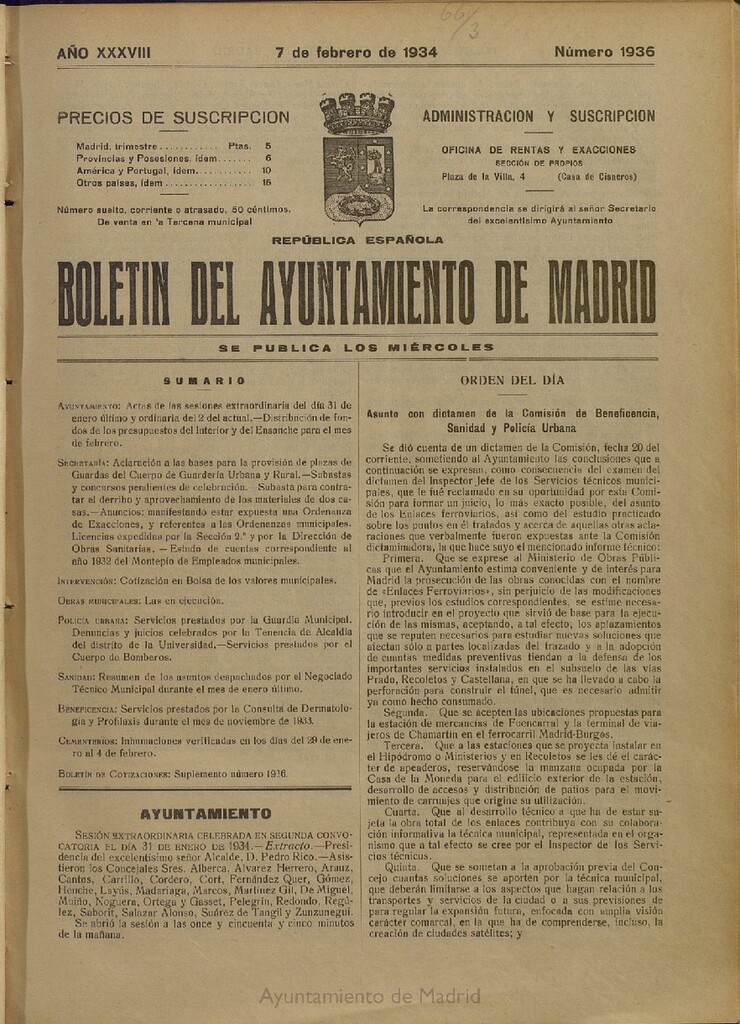 66/3
AÑO XXXVIII 7 de febrero de 1934 Número 1936
PRECIOS DE SUSCRIPCION
Madrid, trimestre ............ Ptas. 5
Provincias y Posesiones, ídem ....... 6
América y Portugal, ídem ........... 10
Otros países, ídem .................. 15
Número suelto, corriente o atrasado, 50 céntimos.
De venta en 'a Tercena municipal
ADMINISTRACION Y SUSCRIPCION
OFICINA DE RENTAS Y EXACCIONES
SECCIÓN DE PROPIOS
Plaza de la Villa, 4 (Casa de Cisneros)
La correspondencia se dirigirá al señor Secretario
del excelentísimo Ayuntamiento
REPÚBLICA ESPAÑOLA
BOLETIN DEL AYUNTAMIENTO DE MADRID
SE PUBLICA LOS MIÉRCOLES
SUMARIO
AYUNTAMIENTO: Actas de las sesiones extraordinaria del día 31 de
enero último y ordinaria del 2 del actual.—Distribución de fon-
dos de los presupuestos del Interior y del Ensanche para el mes
de febrero.
SECRETARÍA: Aclaración a las bases para la provisión de plazas de
Guardas del Cuerpo de Guardería Urbana y Rural.—Subastas
y concursos pendientes de celebración.—Subasta para contra-
tar el derribo y aprovechamiento de los materiales de dos ca-
sas.—Anuncios: manifestando estar expuesta una Ordenanza
de Exacciones, y referentes a las Ordenanzas municipales.
Licencias expedidas por la Sección 2.ª y por la Dirección de
Obras Sanitarias.—Estado de cuentas correspondiente al
año 1932 del Montepío de Empleados municipales.
INTERVENCIÓN: Cotización en Bolsa de los valores municipales.
OBRAS MUNICIPALES: Las en ejecución.
POLICÍA URBANA: Servicios prestados por la Guardia Municipal.
Denuncias y juicios celebrados por la Tenencia de Alcaldía
del distrito de la Universidad.—Servicios prestados por el
Cuerpo de Bomberos.
SANIDAD: Resumen de los asuntos despachados por el Negociado
Técnico Municipal durante el mes de enero último.
BENEFICENCIA: Servicios prestados por la Consulta de Dermatolo-
gía y Profilaxis durante el mes de noviembre de 1933.
CEMENTERIOS: Inhumaciones verificadas en los días del 29 de ene-
ro al 4 de febrero.
BOLETÍN DE COTIZACIONES: Suplemento número 1936.
AYUNTAMIENTO
SESIÓN EXTRAORDINARIA CELEBRADA EN SEGUNDA CONVO-
CATORIA EL DÍA 31 DE ENERO DE 1934.—Extracto.—Presi-
dencia del excelentísimo señor Alcalde, D. Pedro Rico.—Asis-
tieron los Concejales Sres. Alberca, Alvarez Herrero, Arauz,
Cantos, Carrillo, Cordero, Cort, Fernández Quer, Gómez,
Henche, Layús, Madariaga, Marcos, Martínez Gil, De Miguel,
Muiño, Noguera, Ortega y Gasset, Pelegrín, Redondo, Regú-
lez, Saborit, Salazar Alonso, Suárez de Tangil y Zunzunegui.
Se abrió la sesión a las once y cincuenta y cinco minutos
de la mañana.
ORDEN DEL DÍA
Asunto con dictamen de la Comisión de Beneficencia,
Sanidad y Policía Urbana
Se dió cuenta de un dictamen de la Comisión, fecha 20 del
corriente, sometiendo al Ayuntamiento las conclusiones que a
continuación se expresan, como consecuencia del examen del
dictamen del Inspector Jefe de los Servicios técnicos munici-
pales, que le fué reclamado en su oportunidad por esta Comi-
sión para formar un juicio, lo más exacto posible, del asunto
de los Enlaces ferroviarios, así como del estudio practicado
sobre los puntos en él tratados y acerca de aquellas otras acla-
raciones que verbalmente fueron expuestas ante la Comisión
dictaminadora, la que hace suyo el mencionado informe técnico:
Primera. Que se exprese al Ministerio de Obras Públi-
cas que el Ayuntamiento estima conveniente y de interés para
Madrid la prosecución de las obras conocidas con el nombre
de «Enlaces Ferroviarios», sin perjuicio de las modificaciones
que, previos los estudios correspondientes, se estime necesa-
rio introducir en el proyecto que sirvió de base para la ejecu-
ción de las mismas, aceptando, a tal efecto, los aplazamientos
que se reputen necesarios para estudiar nuevas soluciones que
afectan sólo a partes localizadas del trazado y a la adopción
de cuantas medidas preventivas tiendan a la defensa de los
importantes servicios instalados en el subsuelo de las vías
Prado, Recoletos y Castellana, en que se ha llevado a cabo la
perforación para construir el túnel, que es necesario admitir
ya como hecho consumado.
Segunda. Que se acepten las ubicaciones propuestas para
la estación de mercancías de Fuencarral y la terminal de via-
jeros de Chamartín en el ferrocarril Madrid-Burgos.
Tercera. Que a las estaciones que se proyecta instalar en
el Hipódromo o Ministerios y en Recoletos se les dé el carác-
ter de apeaderos, reservándose la manzana ocupada por la
Casa de la Moneda para el edificio exterior de la estación,
desarrollo de accesos y distribución de patios para el movi-
miento de carruajes que origine su utilización.
Cuarta. Que al desarrollo técnico a que ha de estar su-
jeta la obra total de los enlaces contribuya con su colabora-
ción informativa la técnica municipal, representada en el orga-
nismo que a tal efecto se cree por el Inspector de los Servi-
cios técnicos.
Quinta. Que se sometan a la aprobación previa del Con-
cejo cuantas soluciones se aporten por la técnica municipal,
que deberán limitarse a los aspectos que hagan relación a los
transportes y servicios de la ciudad o a sus previsiones de
para regular la expansión futura, enfocada con amplia visión
carácter comarcal, en la que ha de comprenderse, incluso, la
creación de ciudades satélites; y
Ayuntamiento de Madrid